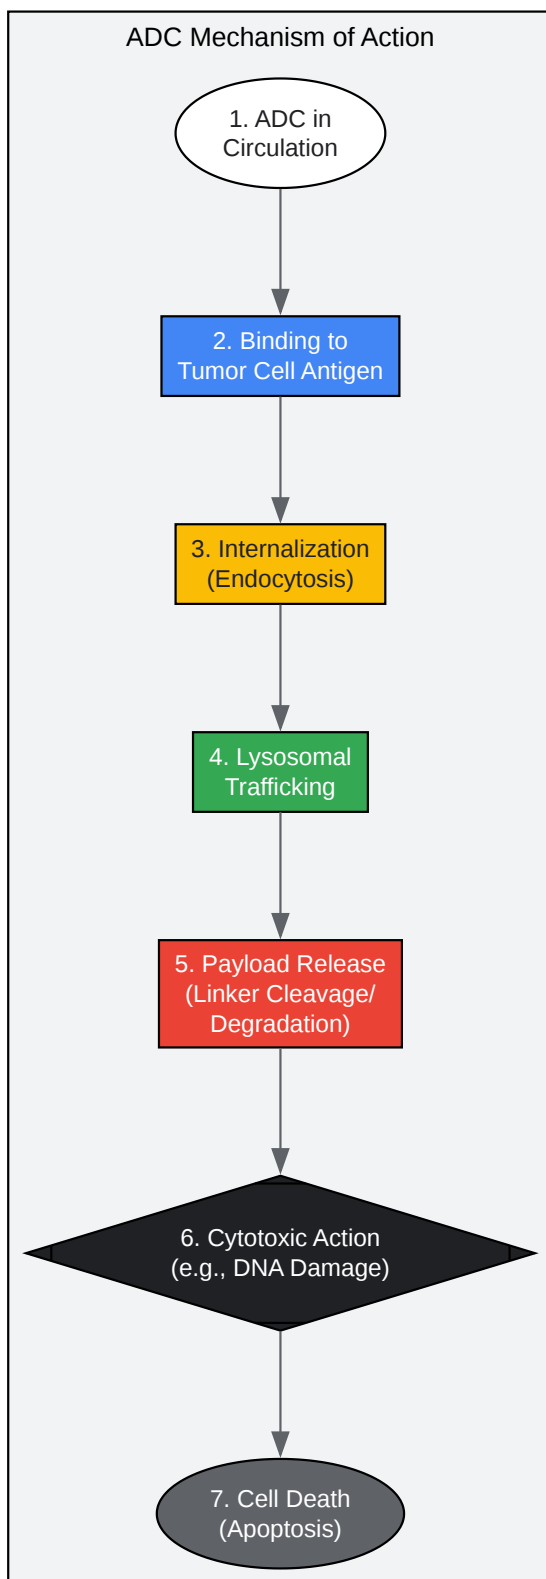 ADC Mechanism of Action
1. ADC in
Circulation
2. Binding to
Tumor Cell Antigen
3. Internalization
(Endocytosis)
4. Lysosomal
Trafficking
5. Payload Release
(Linker Cleavage/
Degradation)
6. Cytotoxic Action
(e.g., DNA Damage)
7. Cell Death
(Apoptosis)